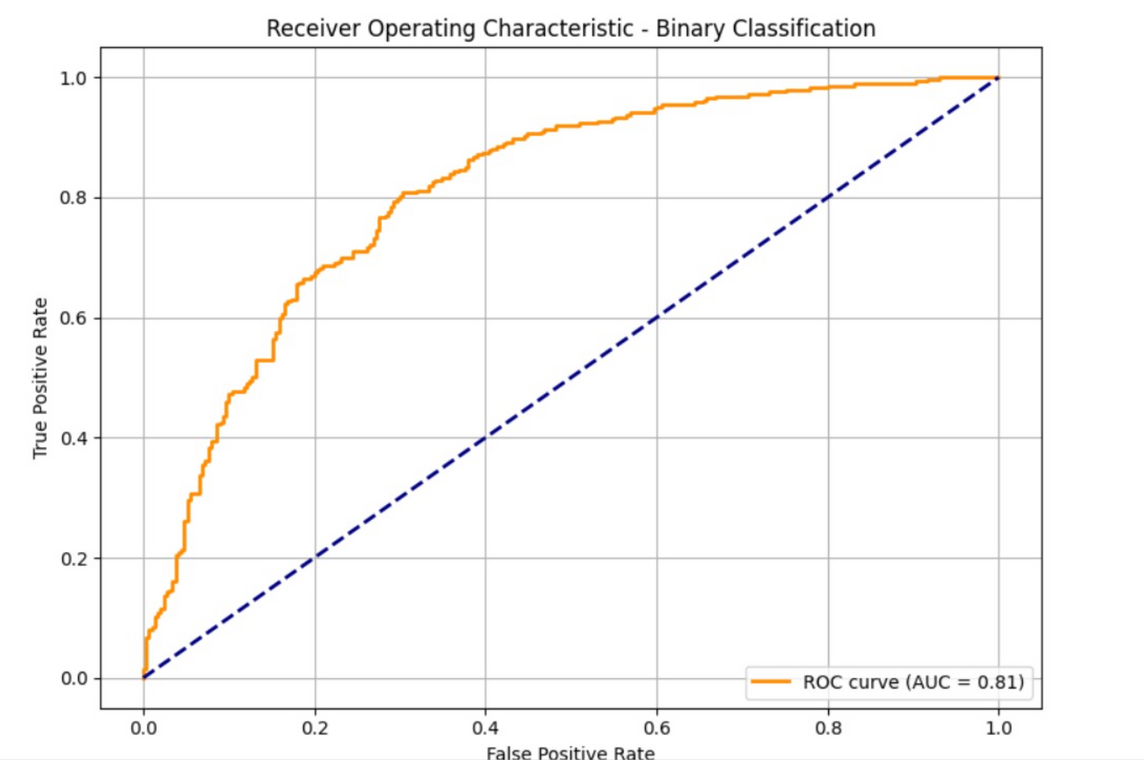 Receiver Operating Characteristic - Binary Classification
1.0
0.8
0.6
0.4
0.2
0.0
True Positive Rate
ROC curve (AUC = 0.81)
0.0 0.2 0.4 0.6 0.8 1.0
False Positive Rate